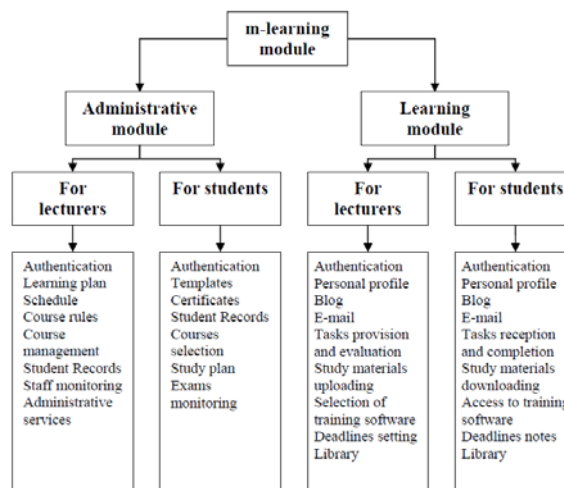 m-learning
module
Administrative
module
Learning
module
For
lecturers
For students
For
lecturers
For students
Authentication
Learning plan
Schedule
Course rules
Course
management
Student Records
Staff monitoring
Administrative
services
Authentication
Templates
Certificates
Student Records
Courses
selection
Study plan
Exams
monitoring
Authentication
Personal profile
Blog
E-mail
Tasks provision
and evaluation
Study materials
uploading
Selection of
training software
Deadlines setting
Library
Authentication
Personal profile
Blog
E-mail
Tasks reception
and completion
Study materials
downloading
Access to training
software
Deadlines notes
Library